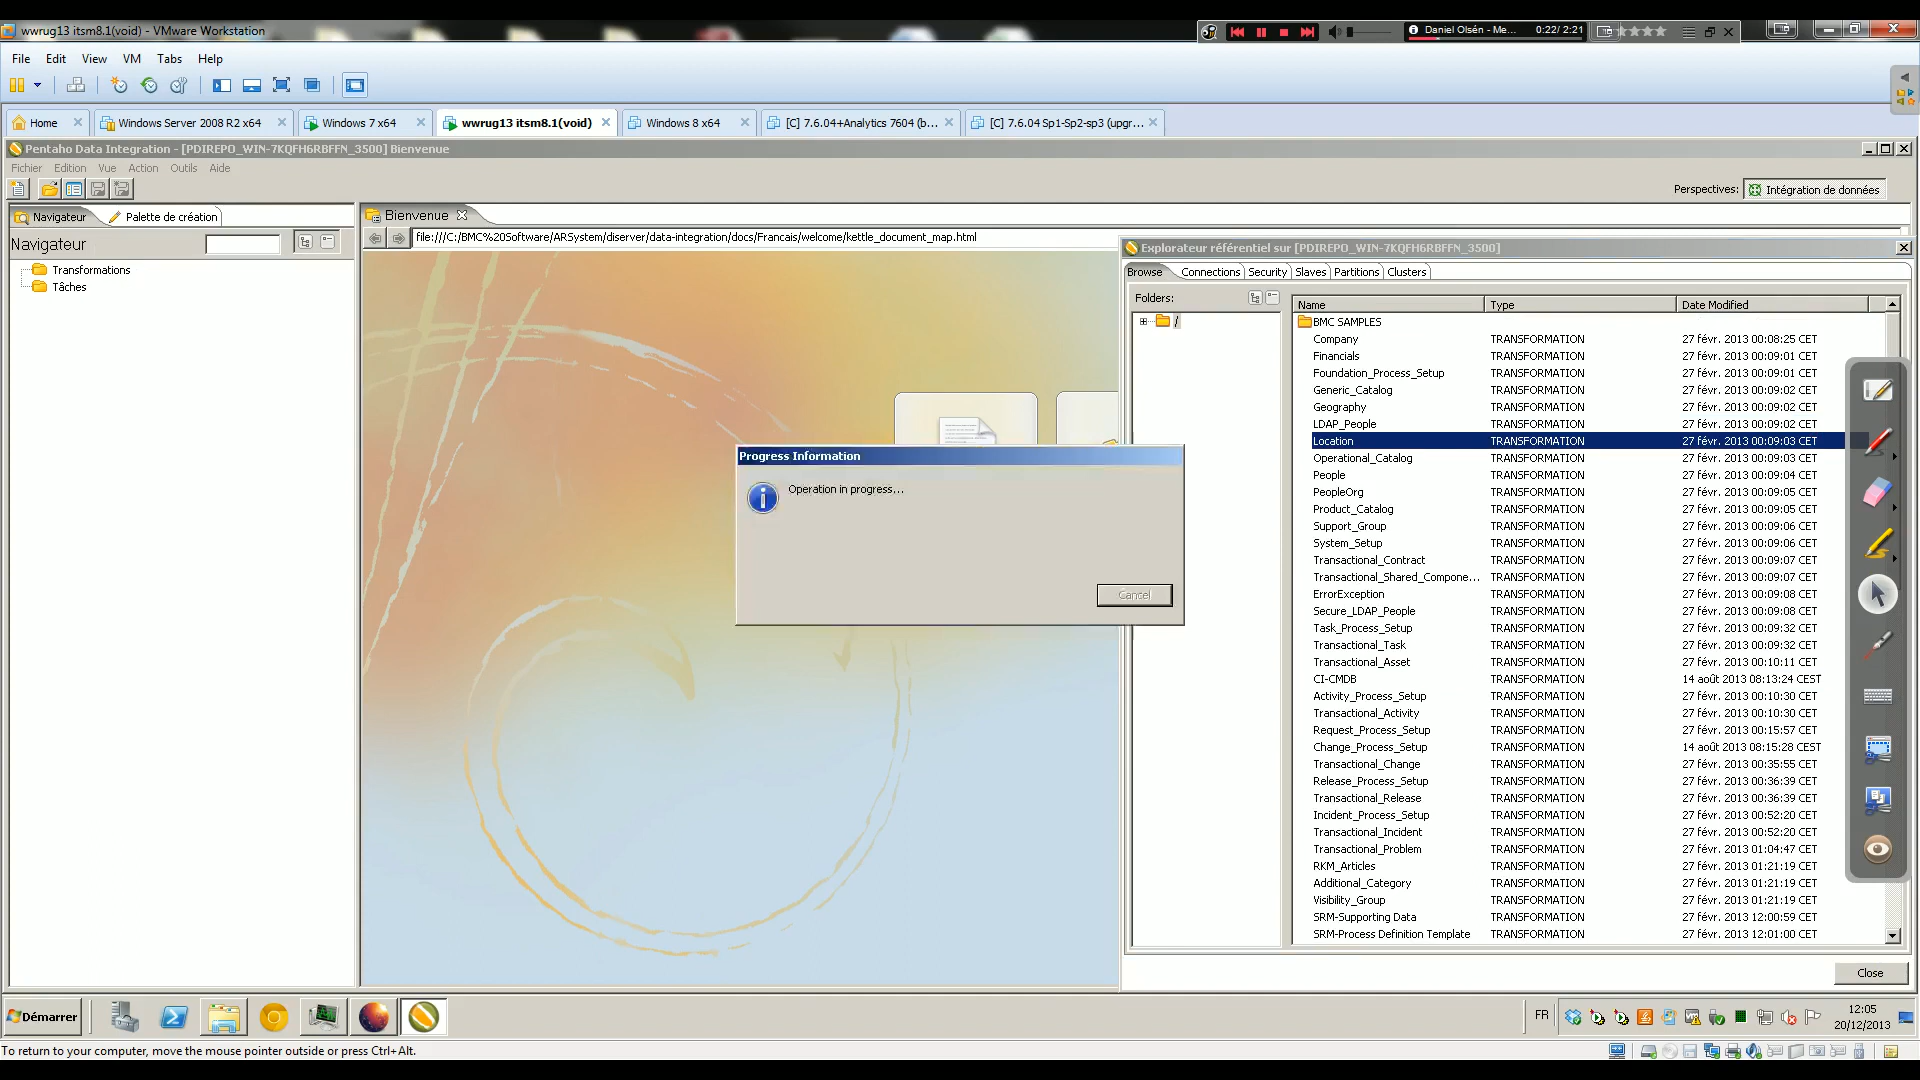 wwrug13 itsm8.1(void) - VMware Workstation
Daniel Olsén - Me... 0:22/ 2:21
File Edit View VM Tabs Help
Home
Windows Server 2008 R2 x64
Windows 7 x64
wwrug13 itsm8.1(void)
Windows 8 x64
[C] 7.6.04+Analytics 7604 (b...
[C] 7.6.04 Sp1-Sp2-sp3 (upgr...
Pentaho Data Integration - [PDIREPO_WIN-7KQFH6RBFFN_3500] Bienvenue
Fichier Edition Vue Action Outils Aide
Perspectives: Intégration de données
Navigateur Palette de création
Bienvenue
Navigateur
file:///C:/BMC%20Software/ARSystem/diserver/data-integration/docs/Francais/welcome/kettle_document_map.html
Transformations
Tâches
Explorateur référentiel sur [PDIREPO_WIN-7KQFH6RBFFN_3500]
Browse Connections Security Slaves Partitions Clusters
Folders:
/
Name Type Date Modified
BMC SAMPLES
Company TRANSFORMATION 27 févr. 2013 00:08:25 CET
Financials TRANSFORMATION 27 févr. 2013 00:09:01 CET
Foundation_Process_Setup TRANSFORMATION 27 févr. 2013 00:09:01 CET
Generic_Catalog TRANSFORMATION 27 févr. 2013 00:09:02 CET
Geography TRANSFORMATION 27 févr. 2013 00:09:02 CET
LDAP_People TRANSFORMATION 27 févr. 2013 00:09:02 CET
Location TRANSFORMATION 27 févr. 2013 00:09:03 CET
Operational_Catalog TRANSFORMATION 27 févr. 2013 00:09:03 CET
People TRANSFORMATION 27 févr. 2013 00:09:04 CET
PeopleOrg TRANSFORMATION 27 févr. 2013 00:09:05 CET
Product_Catalog TRANSFORMATION 27 févr. 2013 00:09:05 CET
Support_Group TRANSFORMATION 27 févr. 2013 00:09:06 CET
System_Setup TRANSFORMATION 27 févr. 2013 00:09:06 CET
Transactional_Contract TRANSFORMATION 27 févr. 2013 00:09:07 CET
Transactional_Shared_Compone... TRANSFORMATION 27 févr. 2013 00:09:07 CET
ErrorException TRANSFORMATION 27 févr. 2013 00:09:08 CET
Secure_LDAP_People TRANSFORMATION 27 févr. 2013 00:09:08 CET
Task_Process_Setup TRANSFORMATION 27 févr. 2013 00:09:32 CET
Transactional_Task TRANSFORMATION 27 févr. 2013 00:09:32 CET
Transactional_Asset TRANSFORMATION 27 févr. 2013 00:10:11 CET
CI-CMDB TRANSFORMATION 14 août 2013 08:13:24 CEST
Activity_Process_Setup TRANSFORMATION 27 févr. 2013 00:10:30 CET
Transactional_Activity TRANSFORMATION 27 févr. 2013 00:10:30 CET
Request_Process_Setup TRANSFORMATION 27 févr. 2013 00:15:57 CET
Change_Process_Setup TRANSFORMATION 14 août 2013 08:15:28 CEST
Transactional_Change TRANSFORMATION 27 févr. 2013 00:35:55 CET
Release_Process_Setup TRANSFORMATION 27 févr. 2013 00:36:39 CET
Transactional_Release TRANSFORMATION 27 févr. 2013 00:36:39 CET
Incident_Process_Setup TRANSFORMATION 27 févr. 2013 00:52:20 CET
Transactional_Incident TRANSFORMATION 27 févr. 2013 00:52:20 CET
Transactional_Problem TRANSFORMATION 27 févr. 2013 01:04:47 CET
RKM_Articles TRANSFORMATION 27 févr. 2013 01:21:19 CET
Additional_Category TRANSFORMATION 27 févr. 2013 01:21:19 CET
Visibility_Group TRANSFORMATION 27 févr. 2013 01:21:19 CET
SRM-Supporting Data TRANSFORMATION 27 févr. 2013 12:00:59 CET
SRM-Process Definition Template TRANSFORMATION 27 févr. 2013 12:01:00 CET
Close
Progress Information
Operation in progress...
Cancel
Démarrer
FR
12:05
20/12/2013
To return to your computer, move the mouse pointer outside or press Ctrl+Alt.